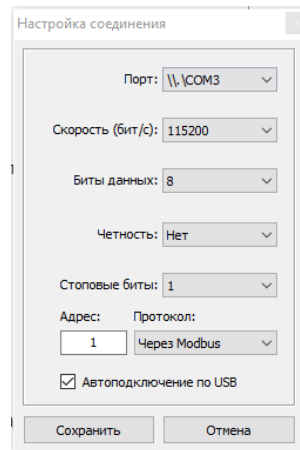 Настройка соединения
Порт: \\.\COM3
Скорость (бит/с): 115200
Биты данных: 8
Четность: Нет
Стоповые биты: 1
Адрес: Протокол:
1 Через Modbus
Автоподключение по USB
Сохранить Отмена